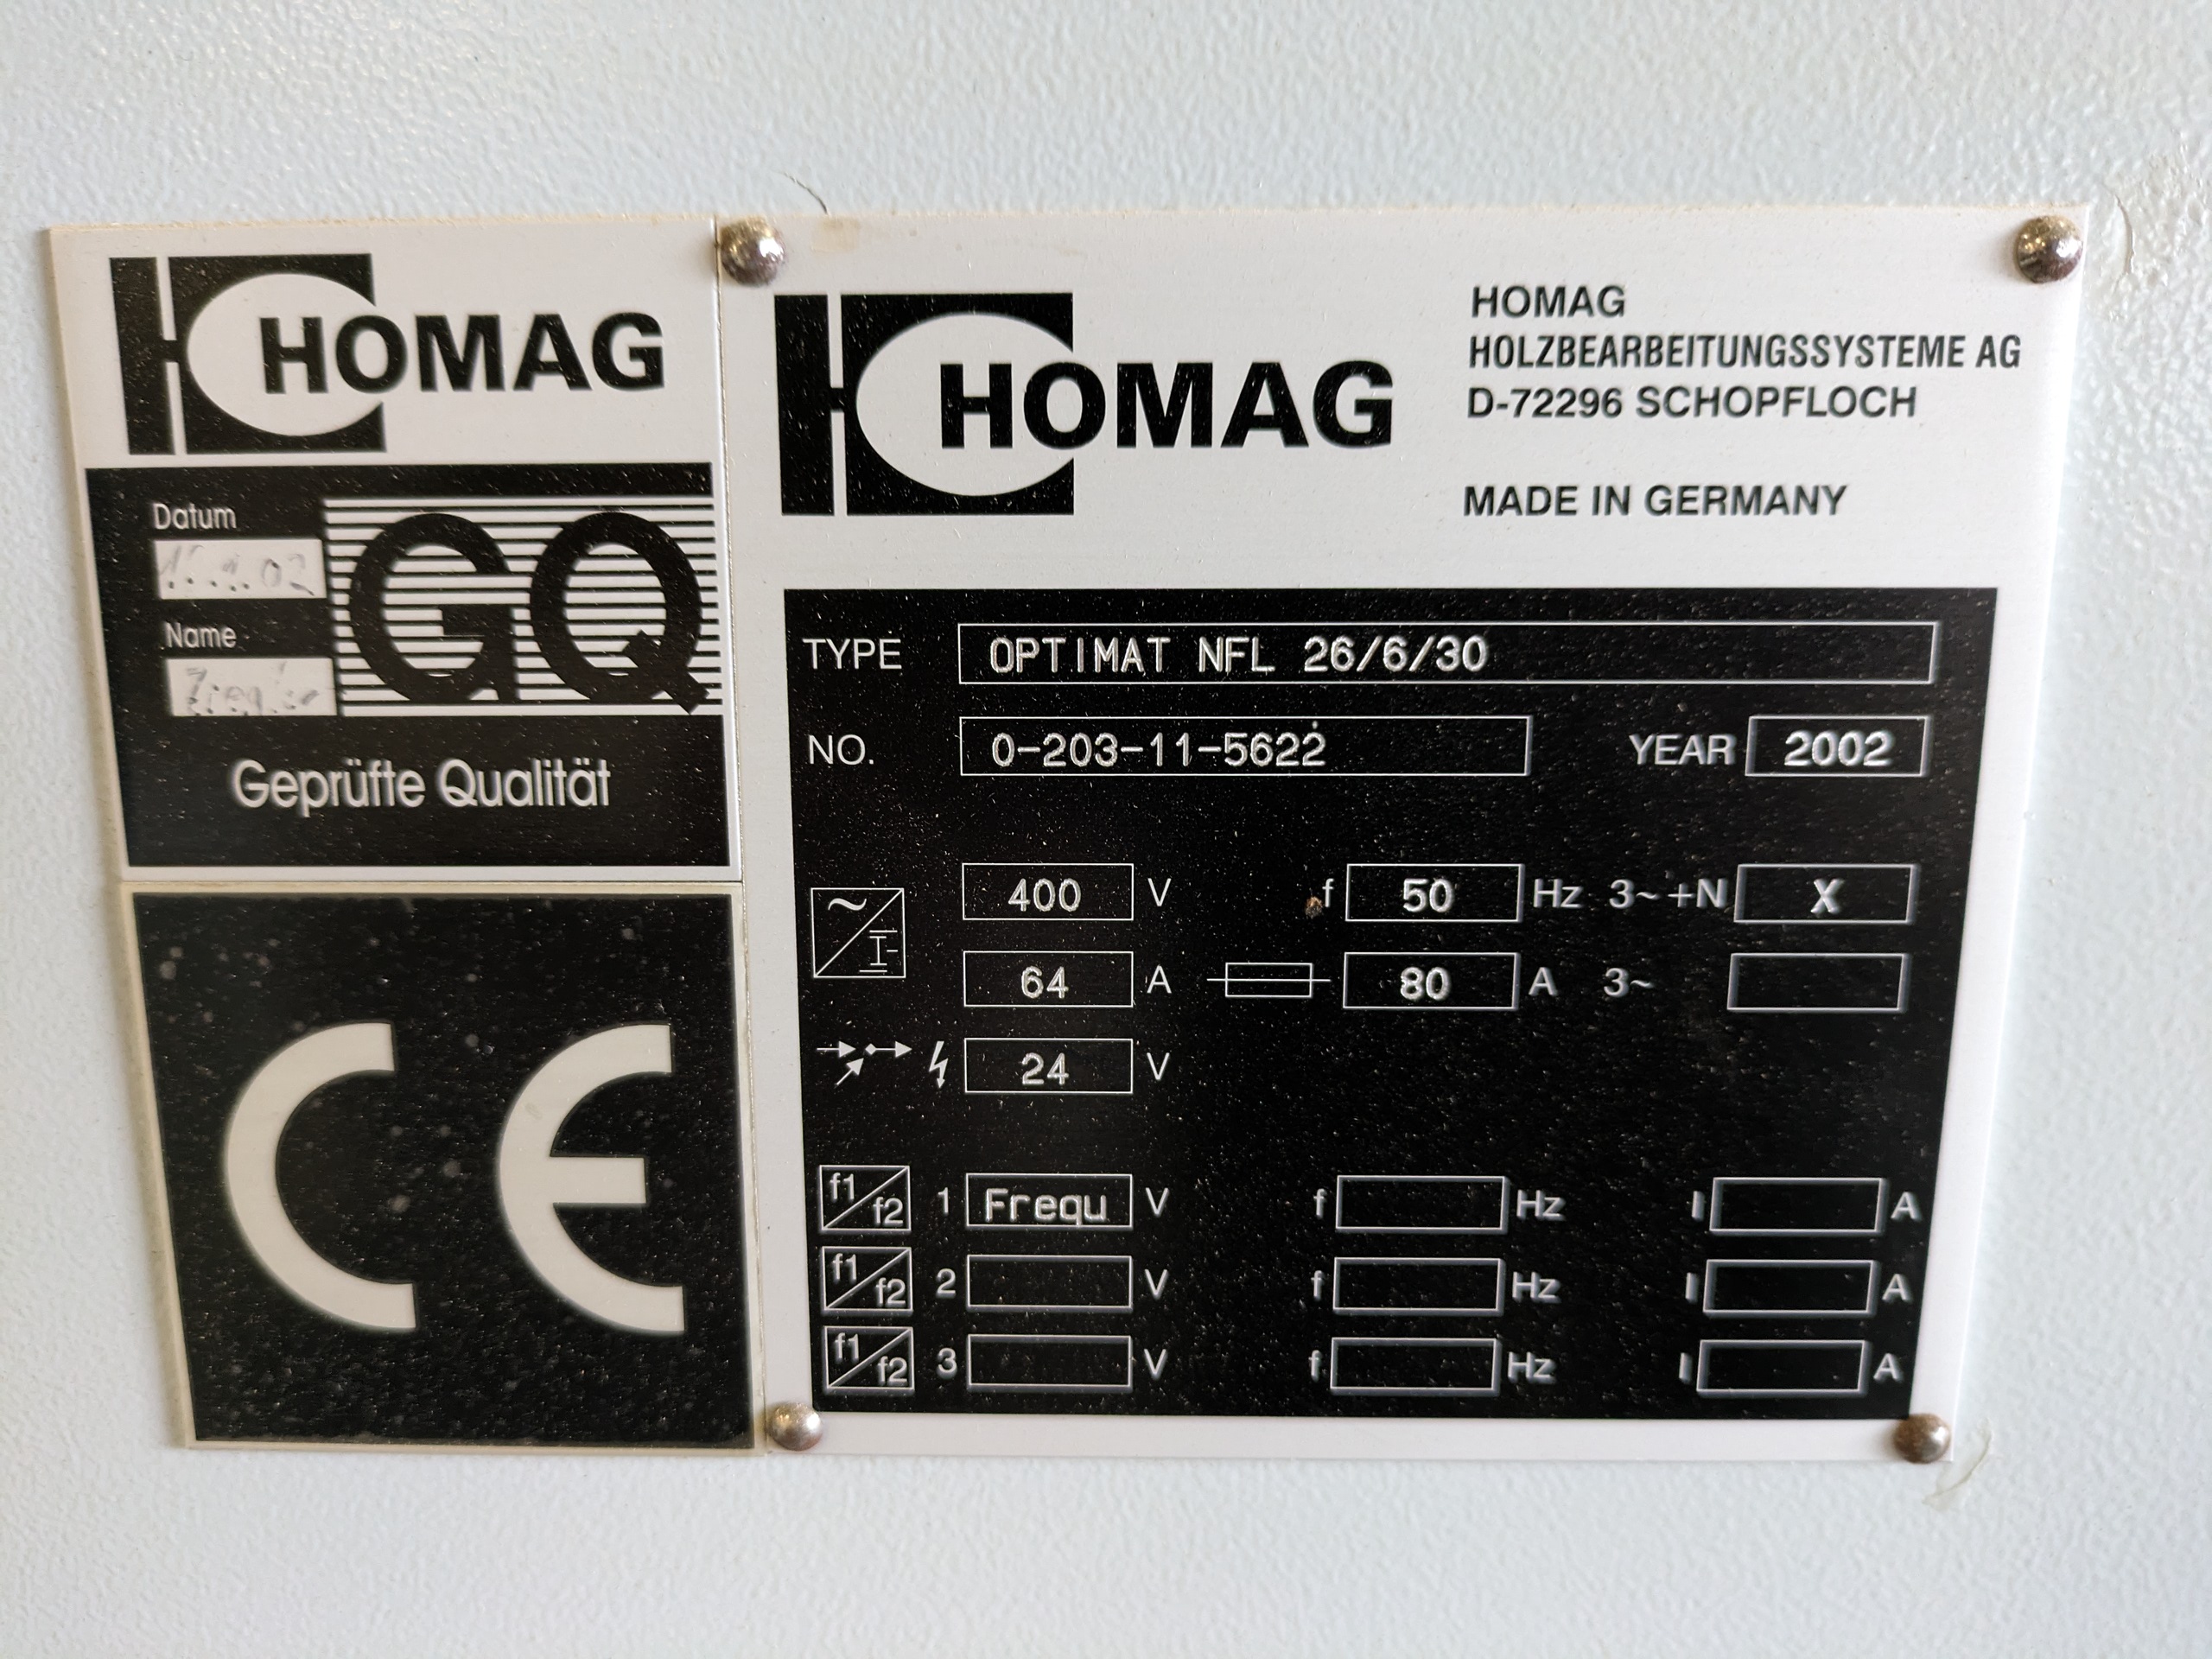 HOMAG
Datum
Name
GQ
Geprüfte Qualität
CE
HOMAG
HOMAG
HOLZBEARBEITUNGSSYSTEME AG
D-72296 SCHOPFLOCH
MADE IN GERMANY
TYPE OPTIMAT NFL 26/6/30
NO. 0-203-11-5622 YEAR 2002
400 V f 50 Hz 3~+N X
64 A 80 A 3~
24 V
f1/f2 1 Frequ V f Hz I A
f1/f2 2 V f Hz I A
f1/f2 3 V f Hz I A